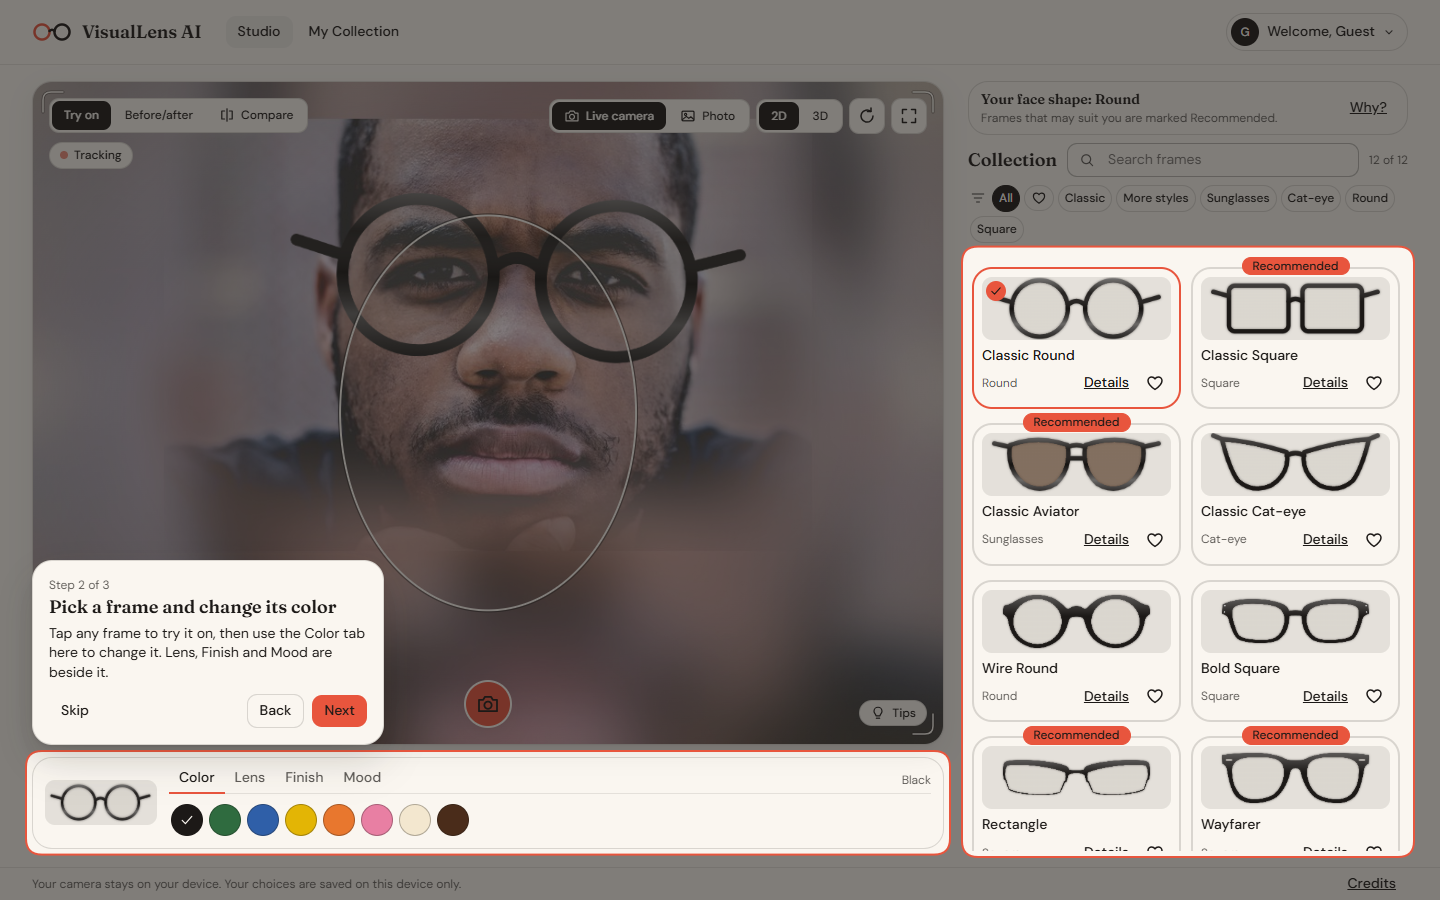 VisualLens AI
Studio
My Collection
G
Welcome, Guest
Try on
Before/after
Compare
Live camera
Photo
2D
3D
Tracking
Your face shape: Round
Frames that may suit you are marked Recommended.
Why?
Collection
Search frames
12 of 12
All
Classic
More styles
Sunglasses
Cat-eye
Round
Square
Classic Round
Round
Details
Recommended
Classic Square
Square
Details
Recommended
Classic Aviator
Sunglasses
Details
Classic Cat-eye
Cat-eye
Details
Wire Round
Round
Details
Bold Square
Square
Details
Recommended
Rectangle
Details
Recommended
Wayfarer
Details
Step 2 of 3
Pick a frame and change its color
Tap any frame to try it on, then use the Color tab
here to change it. Lens, Finish and Mood are
beside it.
Skip
Back
Next
Tips
Color
Lens
Finish
Mood
Black
Your camera stays on your device. Your choices are saved on this device only.
Credits